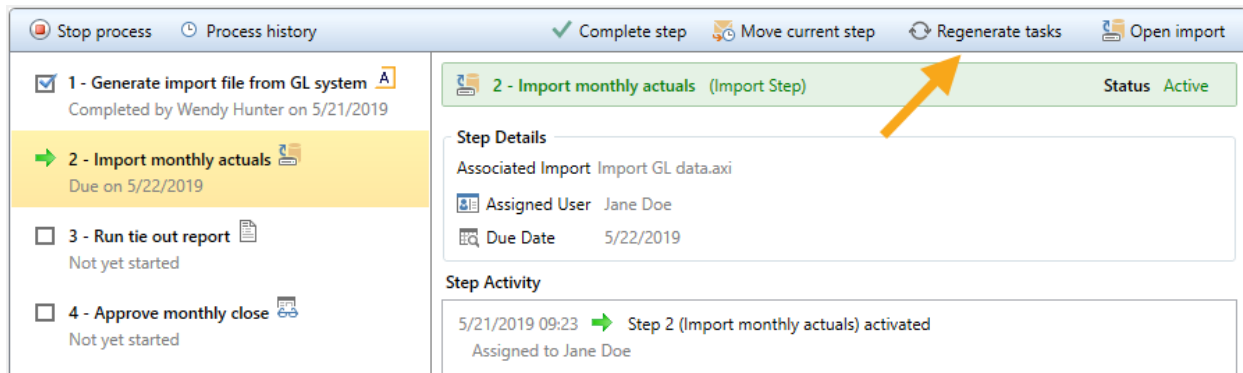 Stop process Process history Complete step Move current step Regenerate tasks Open import
1 - Generate import file from GL system A
Completed by Wendy Hunter on 5/21/2019
2 - Import monthly actuals
Due on 5/22/2019
3 - Run tie out report
Not yet started
4 - Approve monthly close
Not yet started
2 - Import monthly actuals (Import Step) Status Active
Step Details
Associated Import Import GL data.axi
Assigned User Jane Doe
Due Date 5/22/2019
Step Activity
5/21/2019 09:23 Step 2 (Import monthly actuals) activated
Assigned to Jane Doe